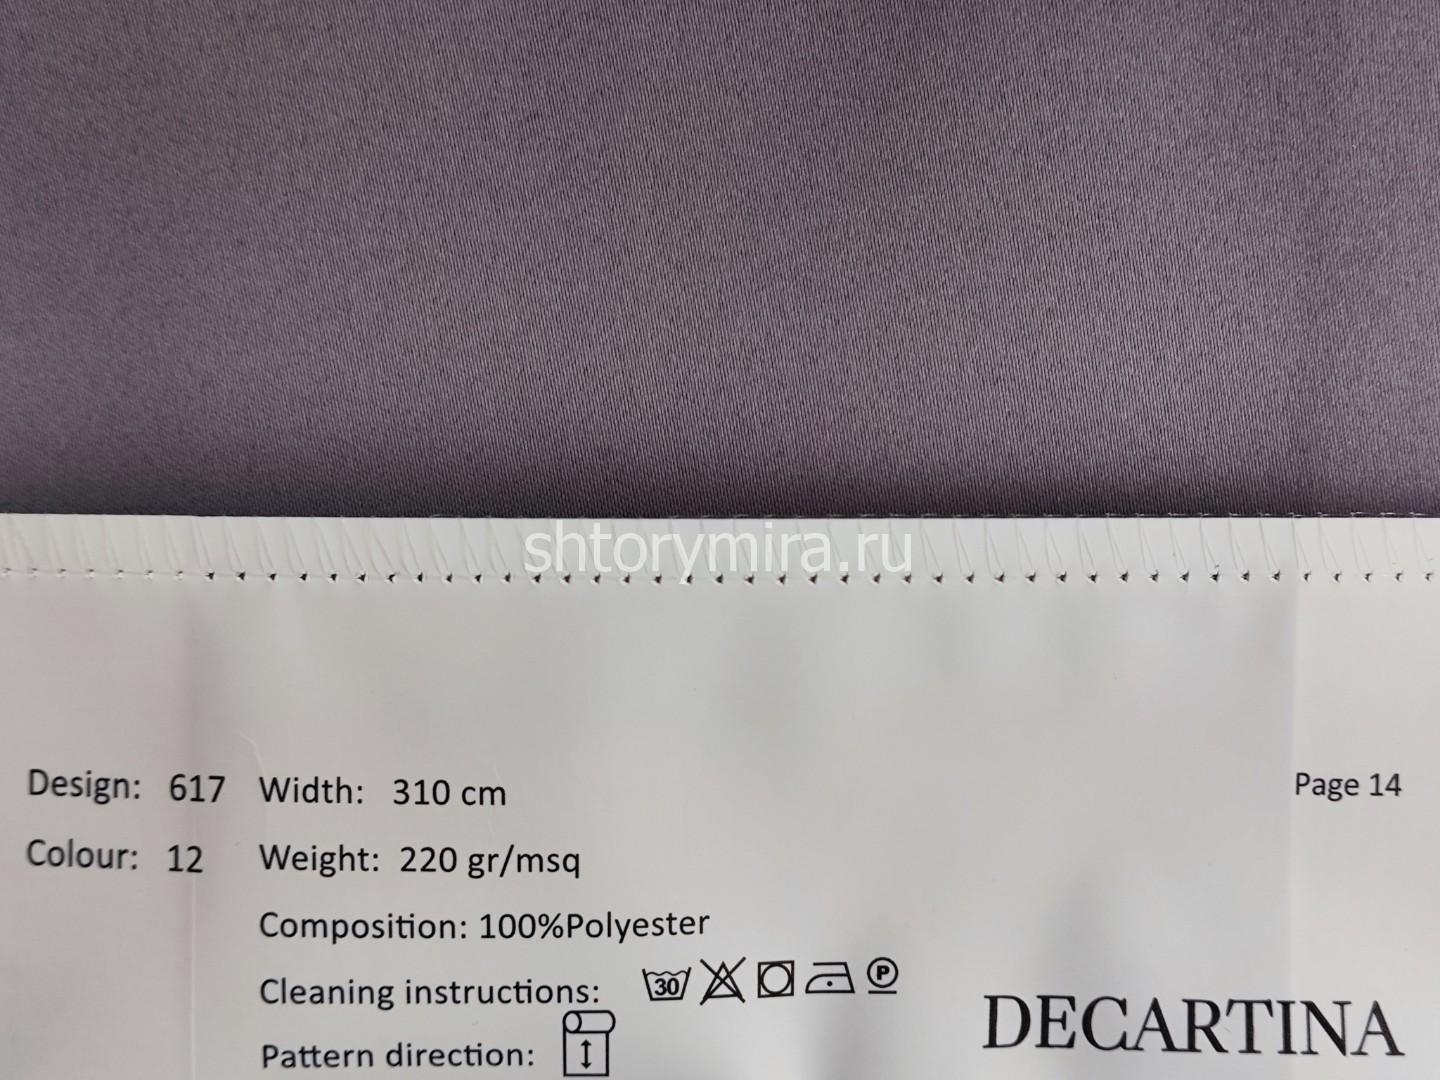 shtorymira.ru
Design: 617 Width: 310 cm Page 14
Colour: 12 Weight: 220 gr/msq
Composition: 100%Polyester
Cleaning instructions: 30 P
Pattern direction:
DECARTINA